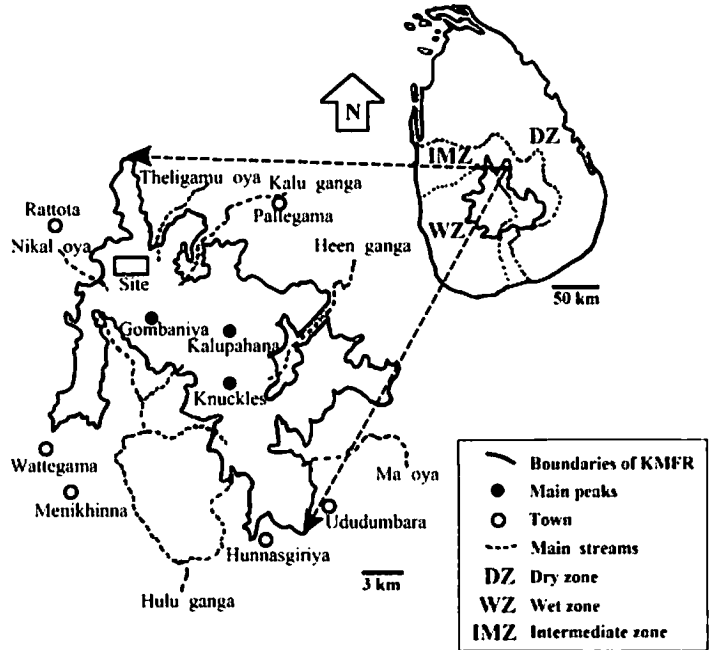 N
DZ
IMZ
WZ
50 km
Theligamu oya
Kalu ganga
Rattota
Pallegama
Nikal oya
Heen ganga
Site
Gombaniya
Kalupahana
Knuckles
Wattegama
Ma oya
Menikhinna
Ududumbara
Hunnasgiriya
3 km
Hulu ganga
Boundaries of KMFR
Main peaks
Town
Main streams
DZ Dry zone
WZ Wet zone
IMZ Intermediate zone